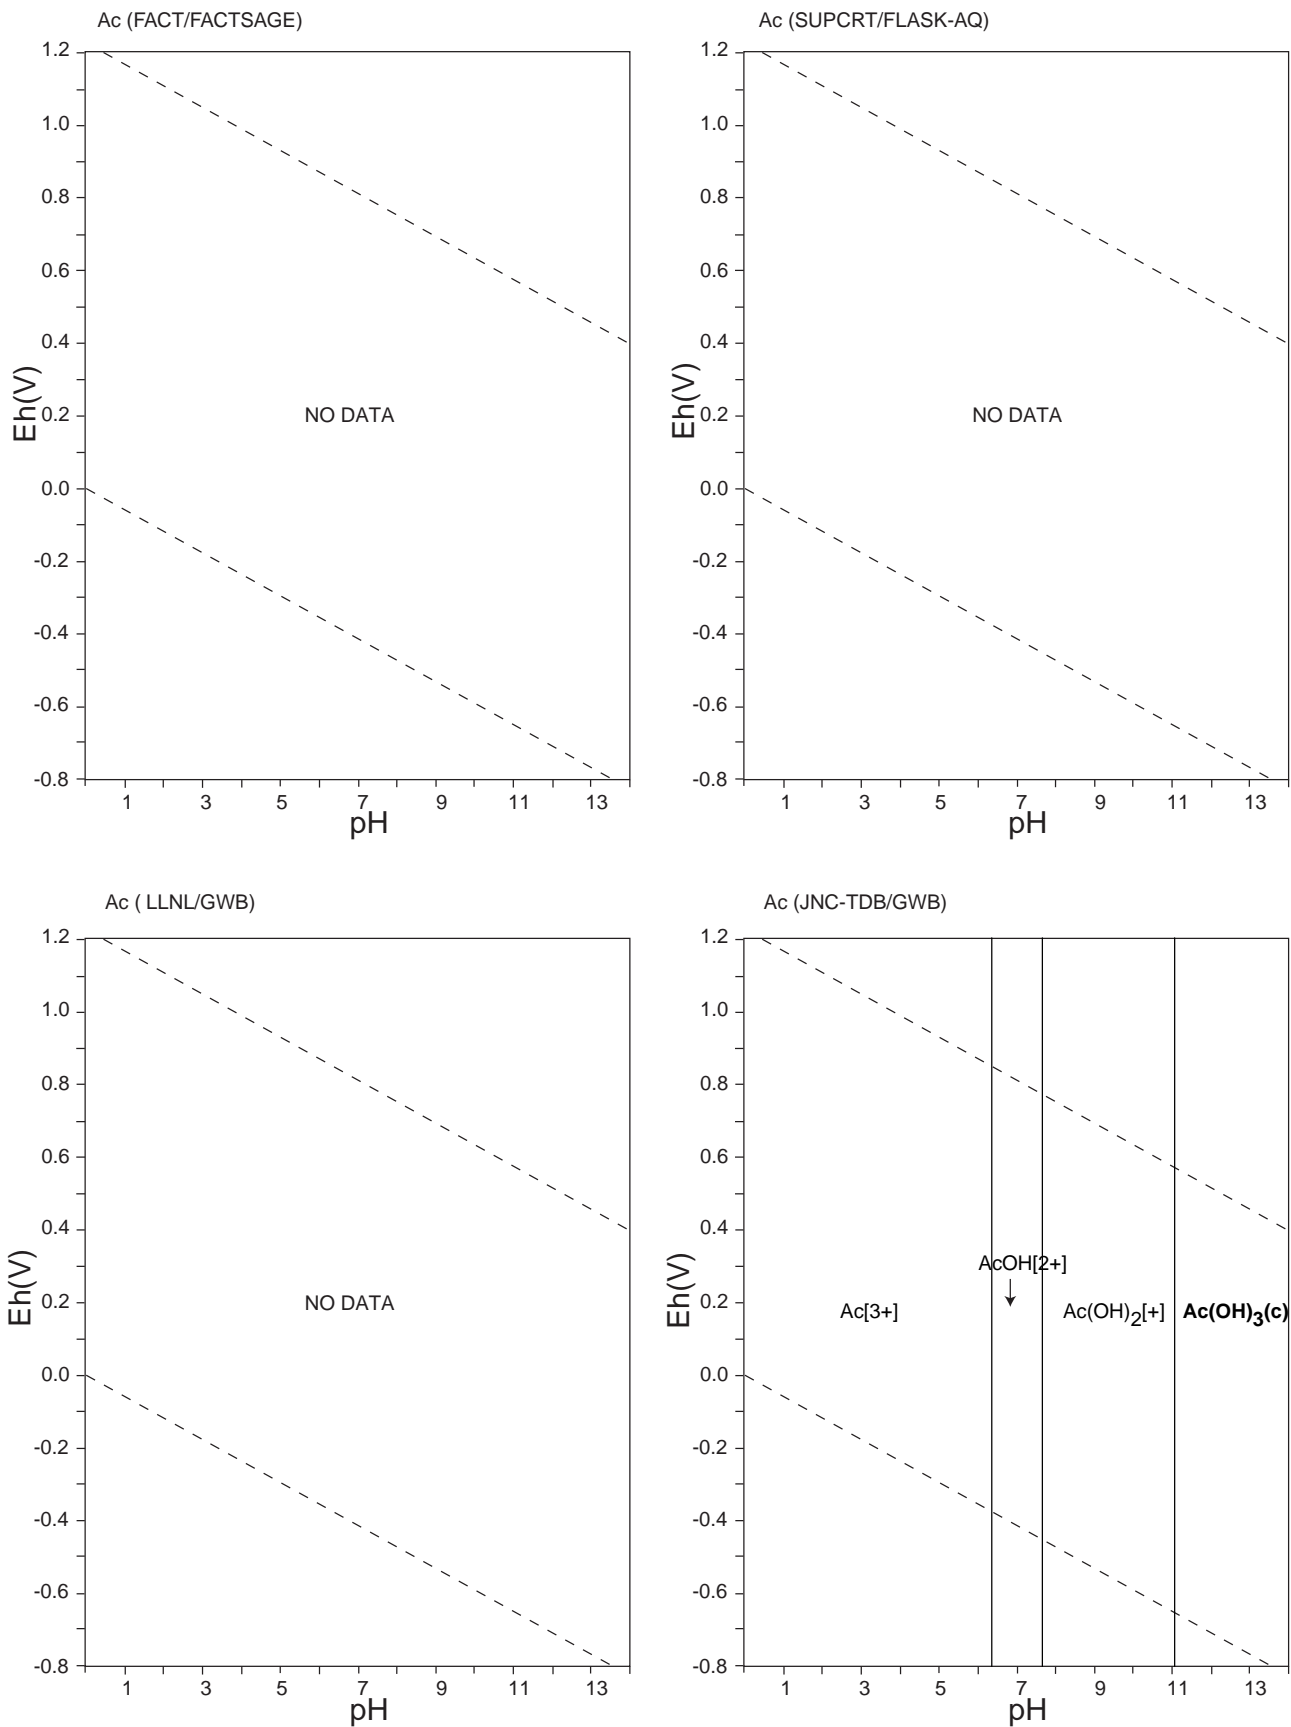 Ac (FACT/FACTSAGE)
1.2
1.0
0.8
0.6
0.4
0.2
0.0
-0.2
-0.4
-0.6
-0.8
Eh(V)
NO DATA
1 3 5 7 9 11 13
pH
Ac (SUPCRT/FLASK-AQ)
1.2
1.0
0.8
0.6
0.4
0.2
0.0
-0.2
-0.4
-0.6
-0.8
Eh(V)
NO DATA
1 3 5 7 9 11 13
pH
Ac ( LLNL/GWB)
1.2
1.0
0.8
0.6
0.4
0.2
0.0
-0.2
-0.4
-0.6
-0.8
Eh(V)
NO DATA
1 3 5 7 9 11 13
pH
Ac (JNC-TDB/GWB)
1.2
1.0
0.8
0.6
0.4
0.2
0.0
-0.2
-0.4
-0.6
-0.8
Eh(V)
AcOH[2+]
Ac[3+] Ac(OH)2[+] Ac(OH)3(c)
1 3 5 7 9 11 13
pH